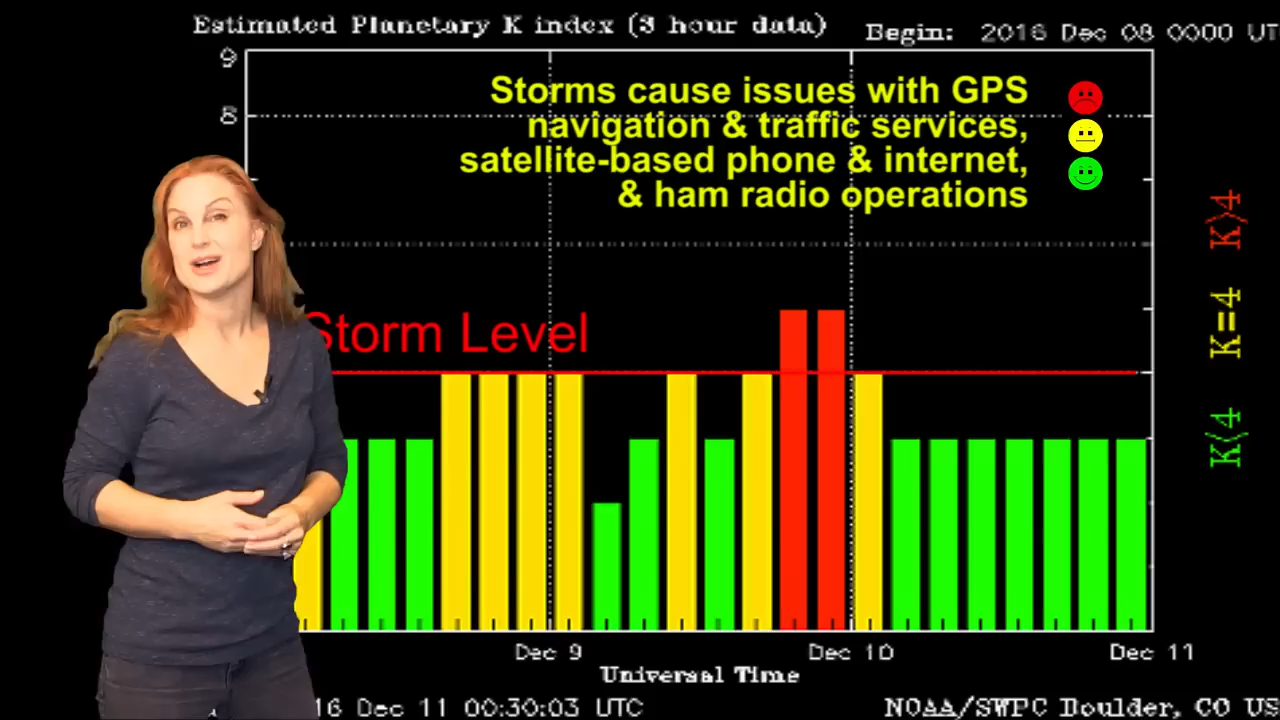 Estimated Planetary K index (3 hour data)
Begin: 2016 Dec 08 0000
9
8
Storms cause issues with GPS
navigation & traffic services,
satellite-based phone & internet,
& ham radio operations
Storm Level
K>4
K=4
K<4
Dec 9
Dec 10
Dec 11
Universal Time
16 Dec 11 00:30:03 UTC
NOAA/SWPC Boulder, CO US